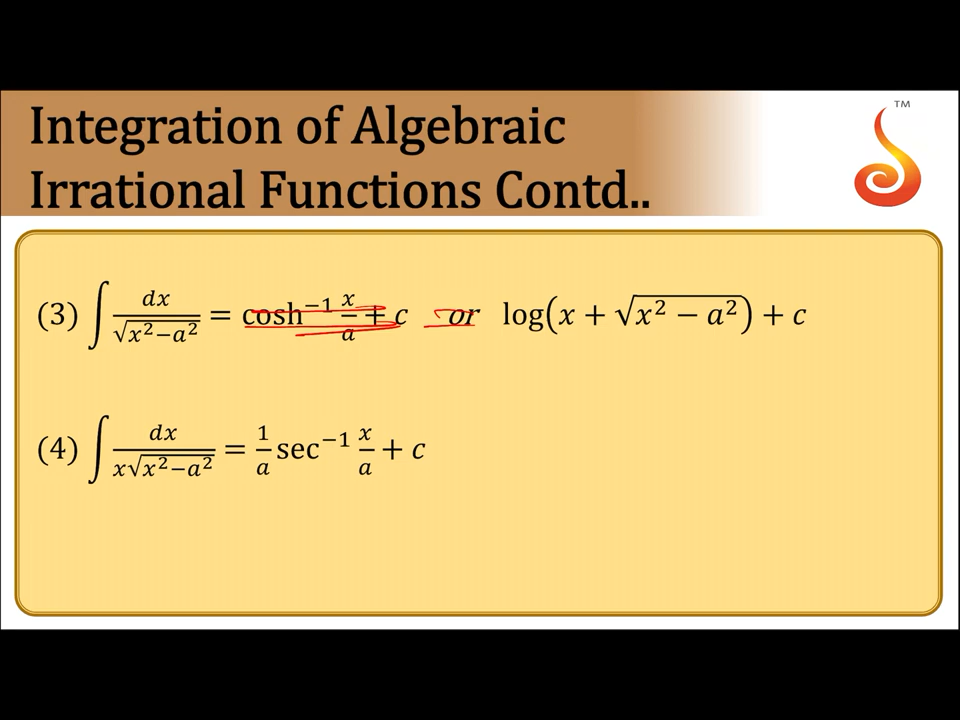 Integration of Algebraic
Irrational Functions Contd..
TM
(3) ∫ dx/√(x²−a²) = cosh⁻¹ x/a + c or log(x + √(x² − a²)) + c
(4) ∫ dx/(x√(x²−a²)) = 1/a sec⁻¹ x/a + c